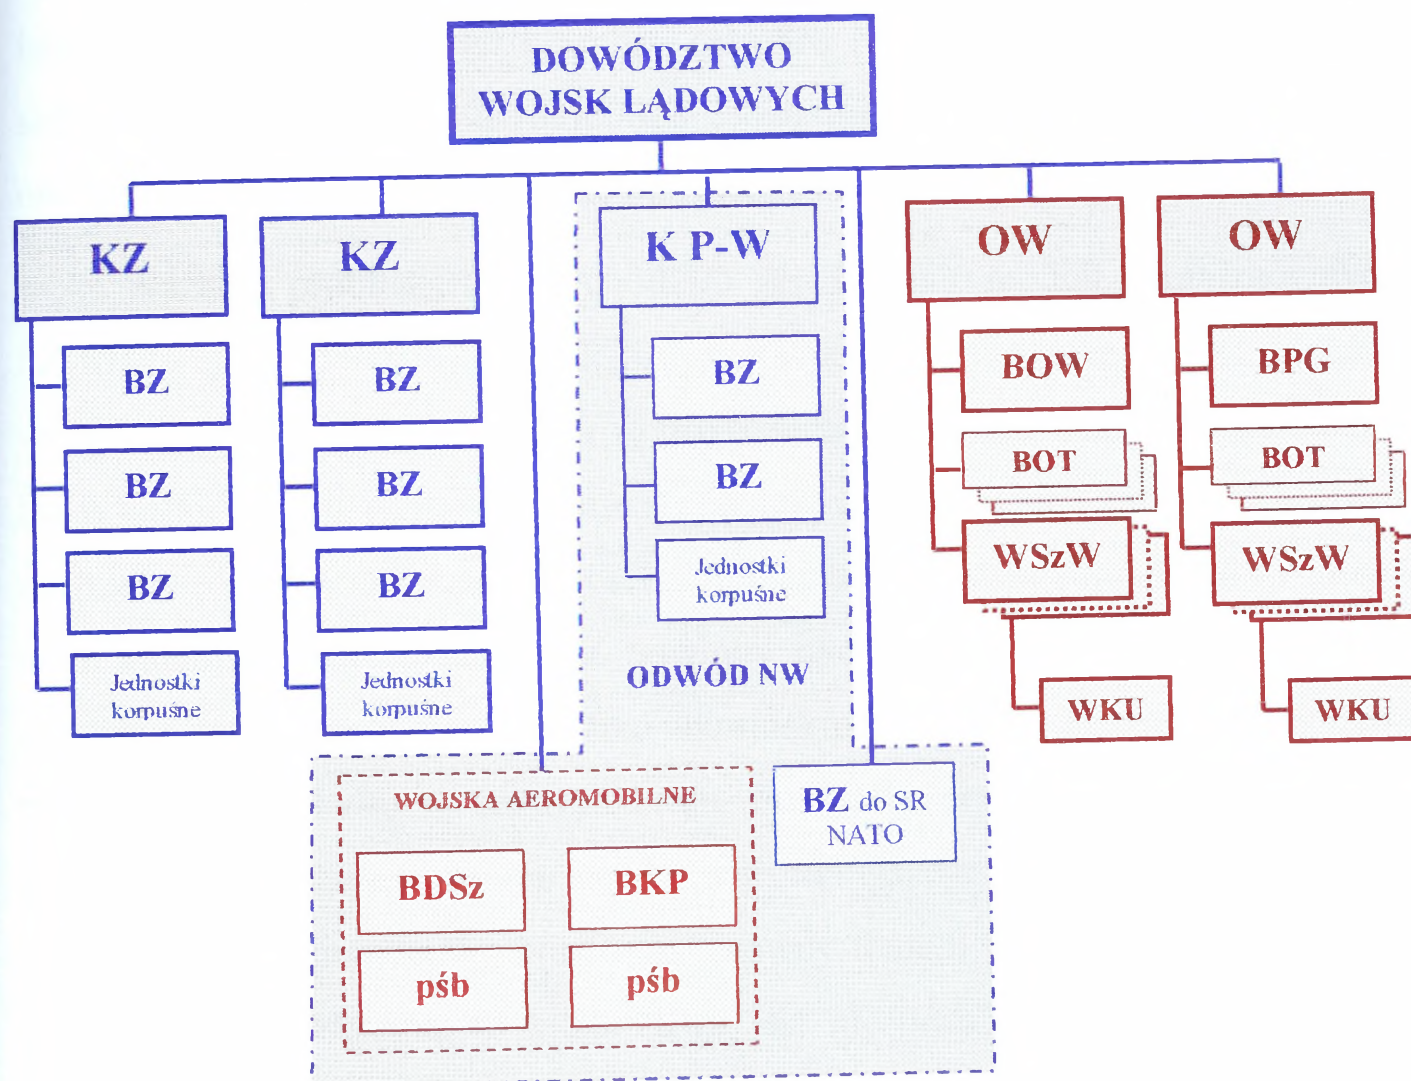 DOWÓDZTWO
WOJSK LĄDOWYCH
KZ
KZ
K P-W
OW
OW
BZ
BZ
BZ
BOW
BPG
BZ
BZ
BZ
BOT
BOT
BZ
BZ
Jednostki
korpuśne
WSzW
WSzW
Jednostki
korpuśne
Jednostki
korpuśne
ODWÓD NW
WKU
WKU
WOJSKA AEROMOBILNE
BZ do SR
NATO
BDSz
BKP
pśb
pśb